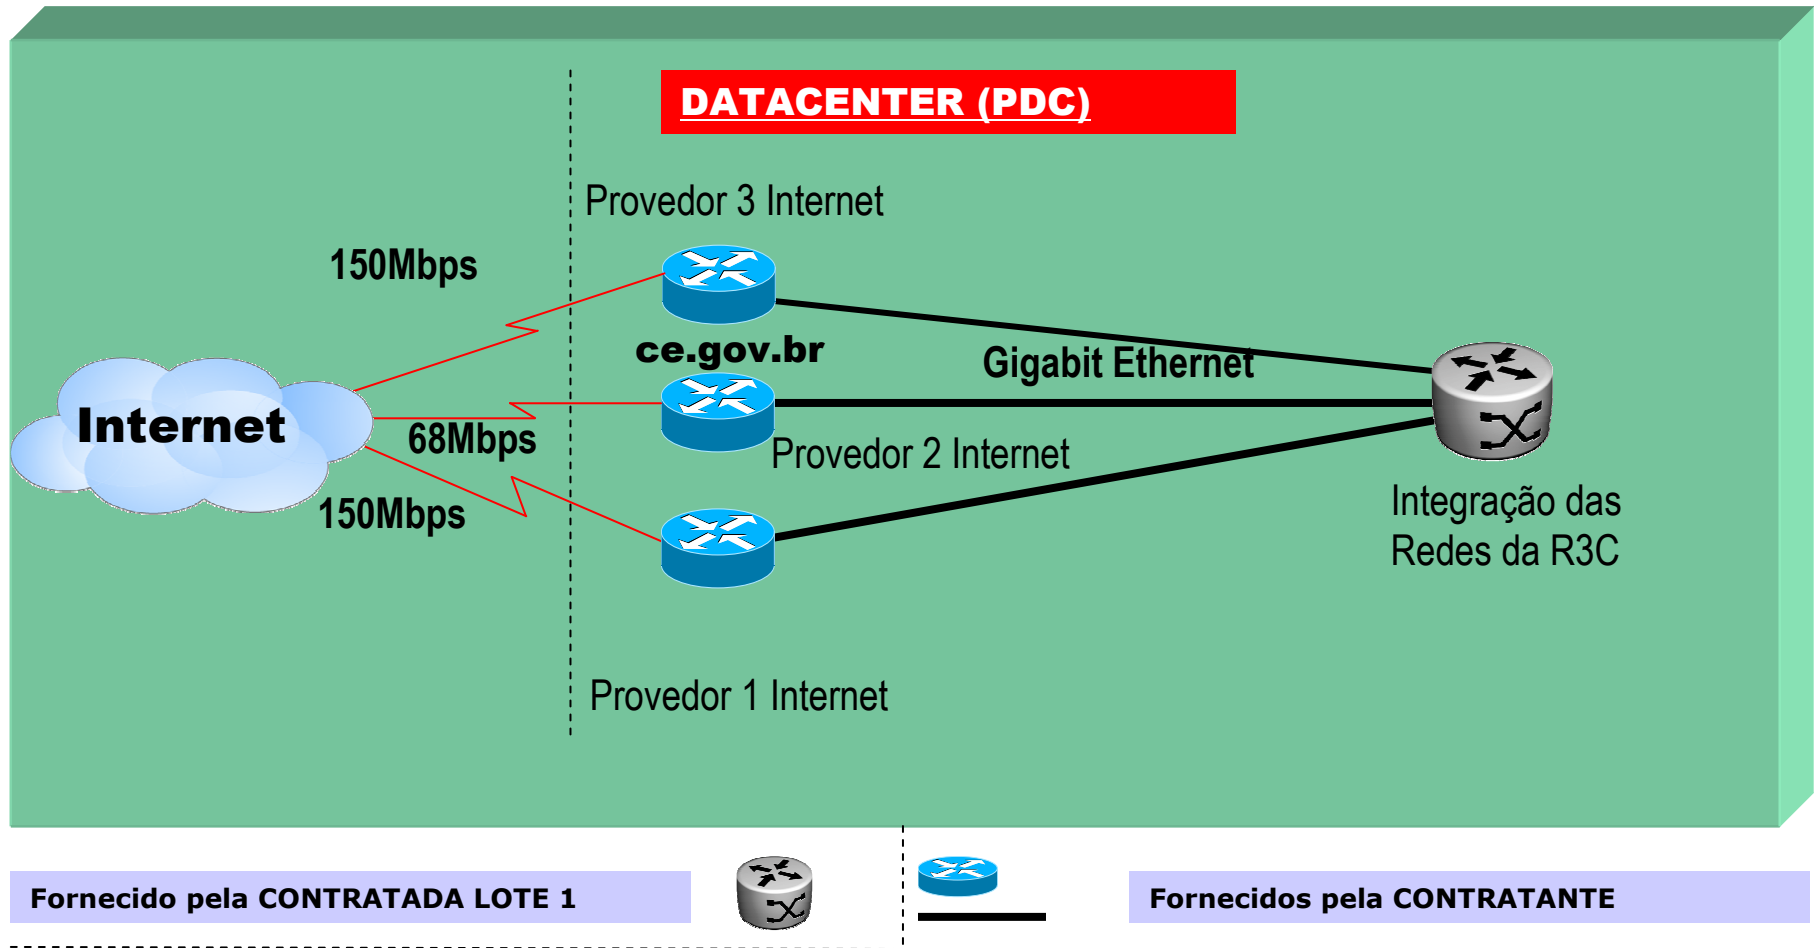 DATACENTER (PDC)
Provedor 3 Internet
150Mbps
ce.gov.br
Gigabit Ethernet
Internet
68Mbps
Provedor 2 Internet
150Mbps
Integração das
Redes da R3C
Provedor 1 Internet
Fornecido pela CONTRATADA LOTE 1
Fornecidos pela CONTRATANTE